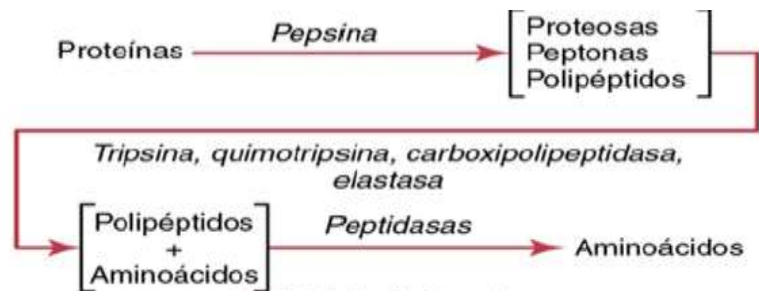 Pepsina
Proteínas
Proteosas
Peptonas
Polipéptidos
Tripsina, quimotripsina, carboxipolipeptidasa,
elastasa
Polipéptidos
+
Aminoácidos
Peptidasas
Aminoácidos